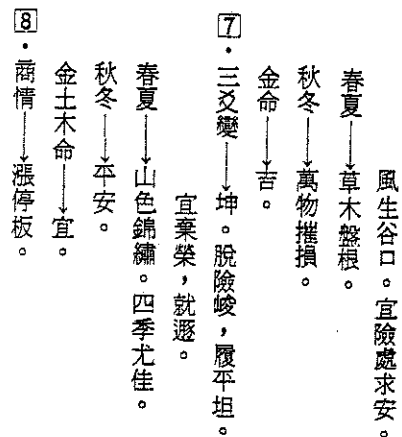 風生谷口。宜險處求安。
春夏──→草木盤根。
秋冬──→萬物摧損。
金命──→吉。
7・三爻變──→坤。脫險峻，履平坦。
宜棄榮，就遯。
春夏──→山色錦繡。四季尤佳。
秋冬──→平安。
金土木命──→宜。
8・商情──→漲停板。